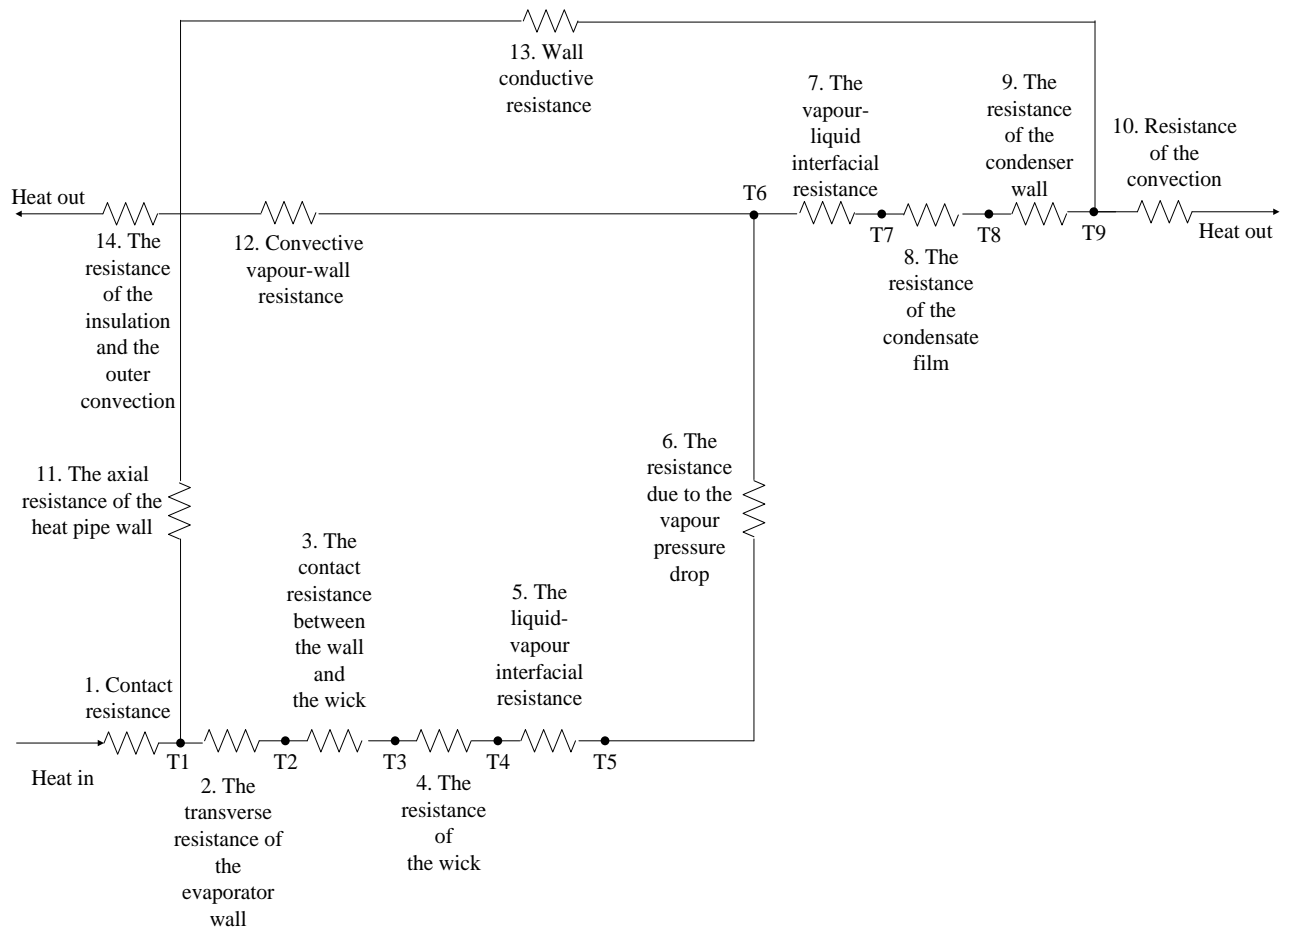 13. Wall
conductive
resistance
7. The
vapour-
liquid
interfacial
resistance
9. The
resistance
of the
condenser
wall
10. Resistance
of the
convection
Heat out
T6
T7
T8
T9
Heat out
14. The
resistance
of the
insulation
and the
outer
convection
12. Convective
vapour-wall
resistance
8. The
resistance
of the
condensate
film
11. The axial
resistance of the
heat pipe wall
6. The
resistance
due to the
vapour
pressure
drop
3. The
contact
resistance
between
the wall
and
the wick
5. The
liquid-
vapour
interfacial
resistance
1. Contact
resistance
Heat in
T1
T2
T3
T4
T5
2. The
transverse
resistance of
the
evaporator
wall
4. The
resistance
of
the wick